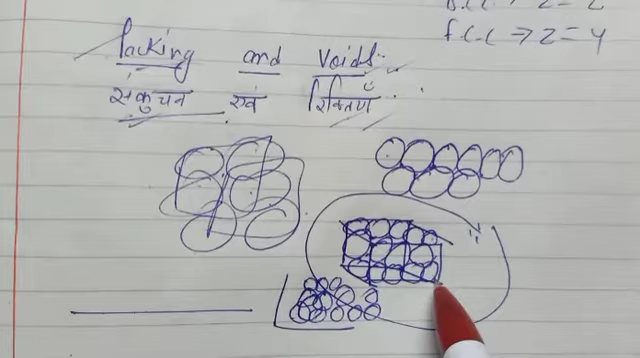 f.c.c → Z = 4
Packing and Voids:
संकुचन एवं रिक्तियाँ :